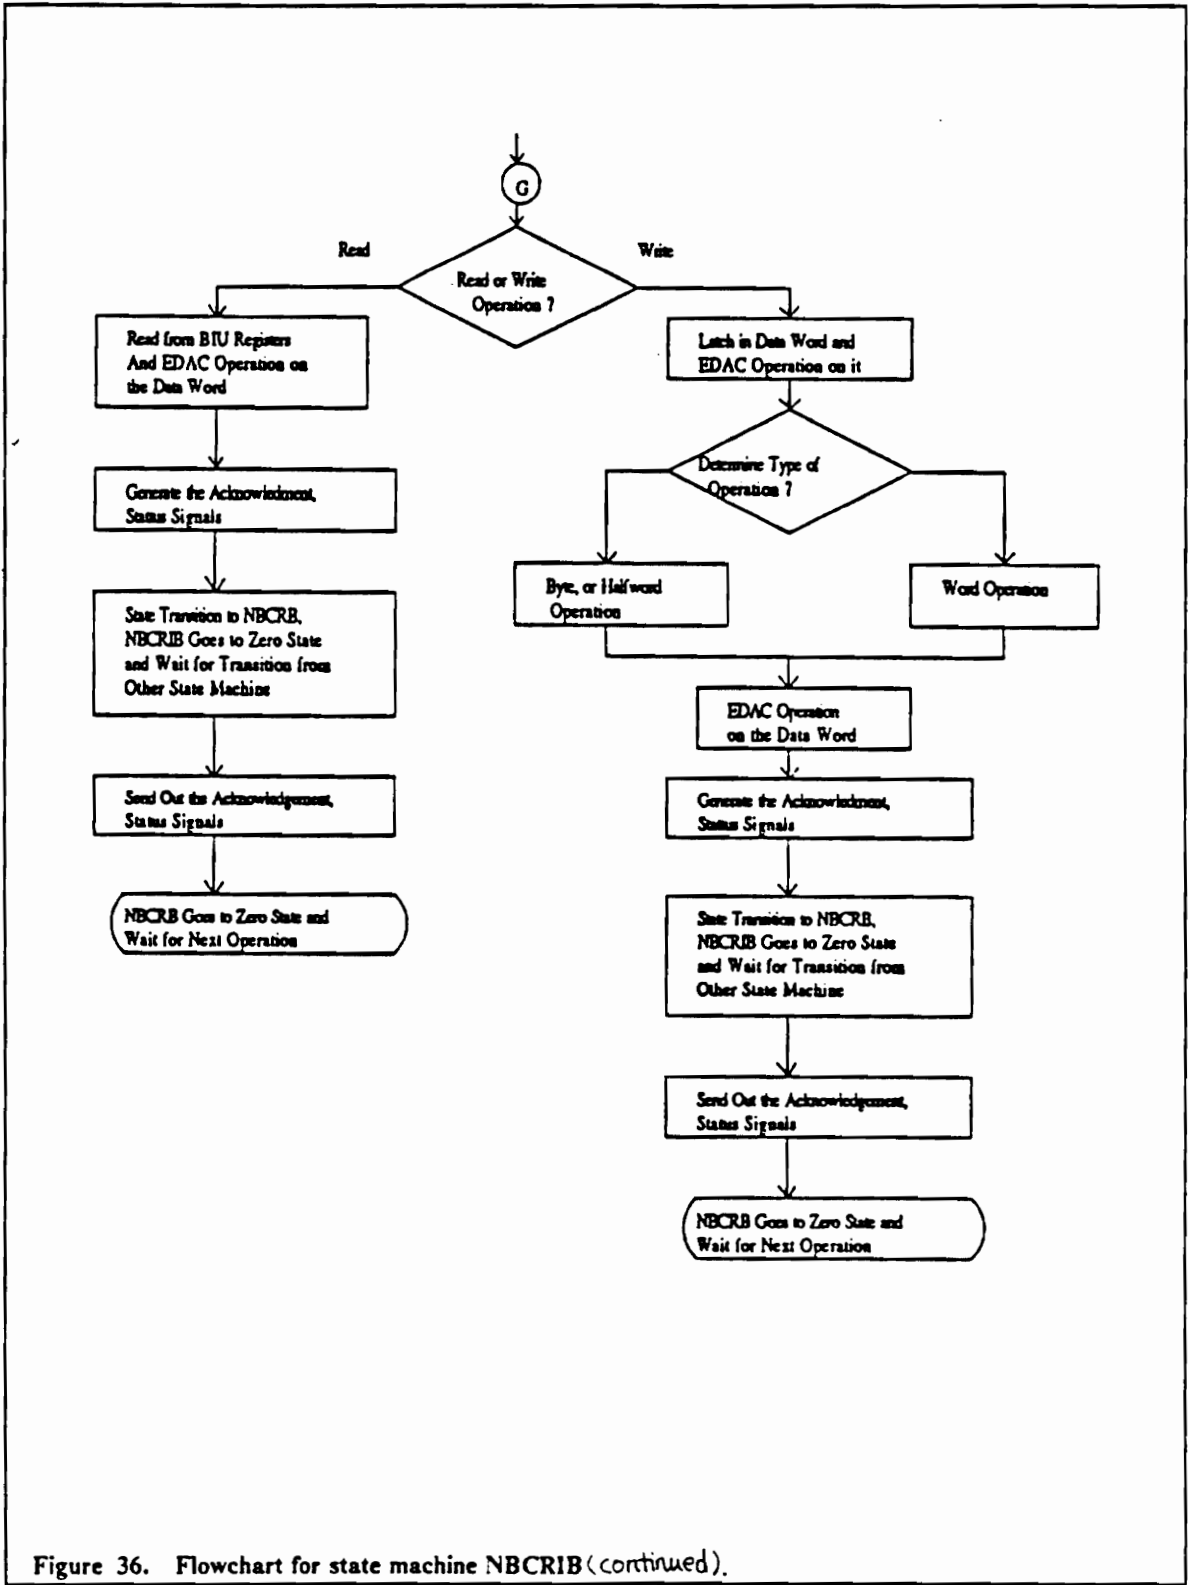 G
Read
Write
Read or Write
Operation ?
Read from BIU Registers
And EDAC Operation on
the Data Word
Generate the Acknowledment,
Status Signals
State Transition to NBCRB,
NBCRIB Goes to Zero State
and Wait for Transition from
Other State Machine
Send Out the Acknowledgement,
Status Signals
NBCRB Goes to Zero State and
Wait for Next Operation
Latch in Data Word and
EDAC Operation on it
Determine Type of
Operation ?
Byte, or Halfword
Operation
Word Operation
EDAC Operation
on the Data Word
Generate the Acknowledment,
Status Signals
State Transition to NBCRB,
NBCRIB Goes to Zero State
and Wait for Transition from
Other State Machine
Send Out the Acknowledgement,
Status Signals
NBCRB Goes to Zero State and
Wait for Next Operation
Figure 36. Flowchart for state machine NBCRIB (continued).